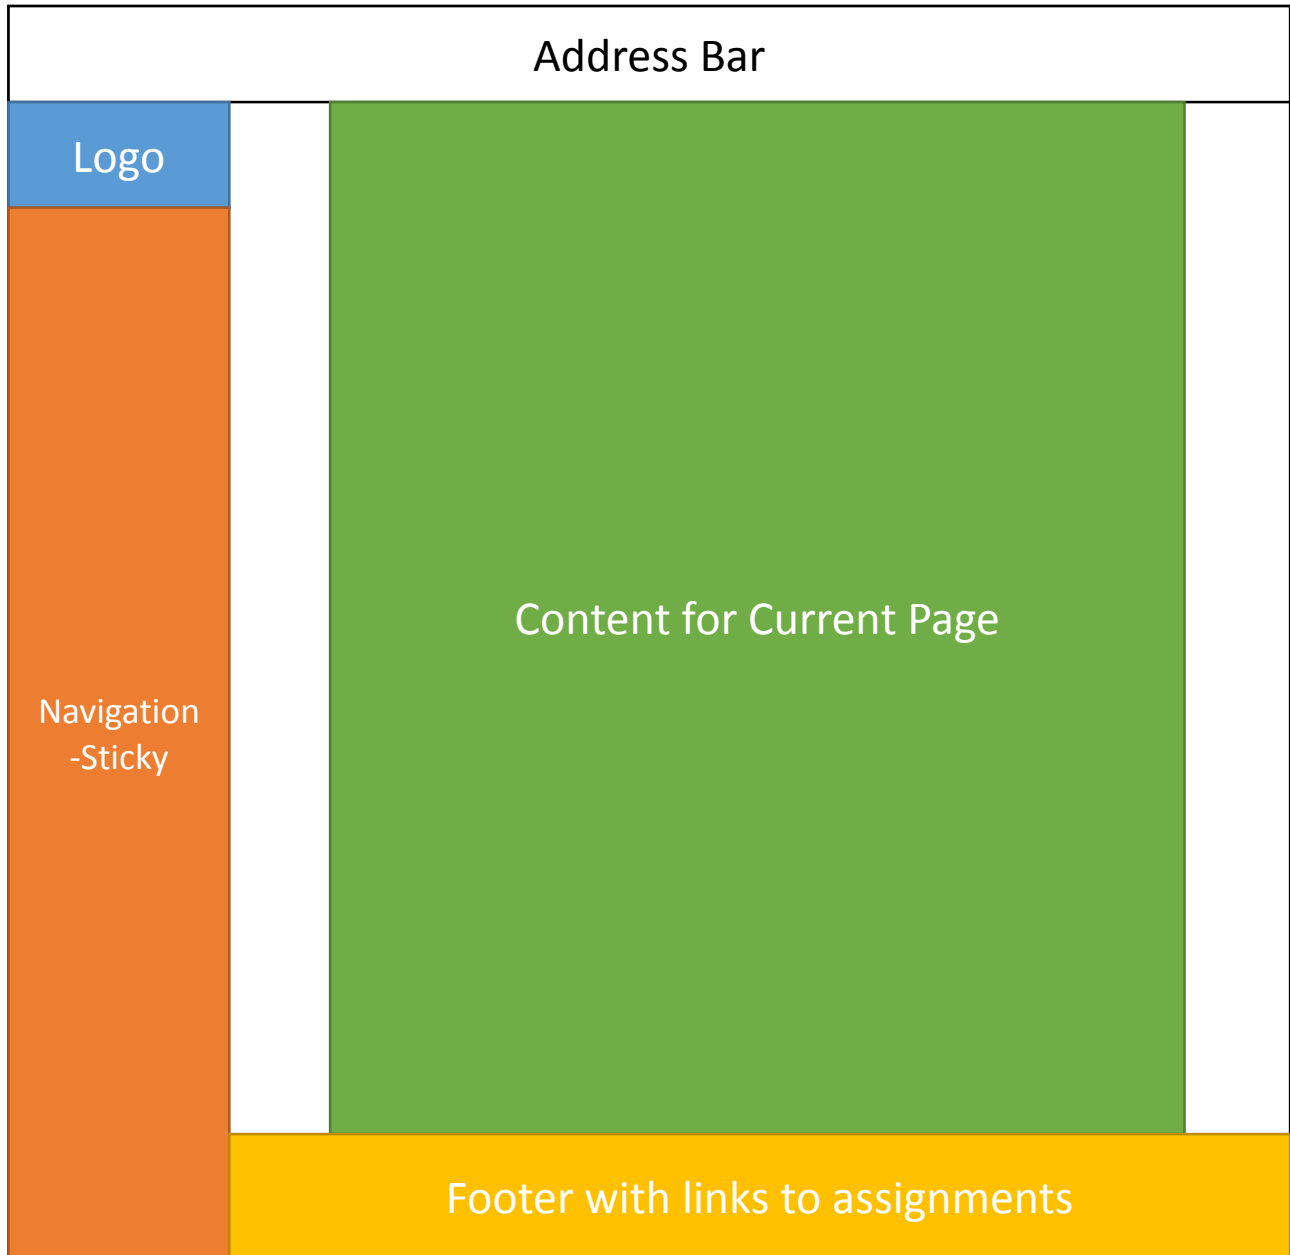 Address Bar
Logo
Content for Current Page
Navigation
-Sticky
Footer with links to assignments